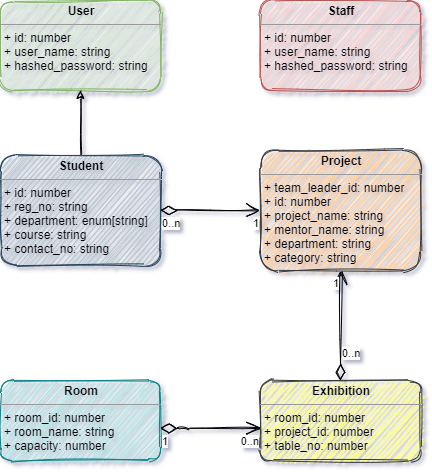 User
+ id: number
+ user_name: string
+ hashed_password: string
Staff
+ id: number
+ user_name: string
+ hashed_password: string
Student
+ id: number
+ reg_no: string
+ department: enum[string]
+ course: string
+ contact_no: string
0..n
1
Project
+ team_leader_id: number
+ id: number
+ project_name: string
+ mentor_name: string
+ department: string
+ category: string
1
0..n
Room
+ room_id: number
+ room_name: string
+ capacity: number
1
0..n
Exhibition
+ room_id: number
+ project_id: number
+ table_no: number